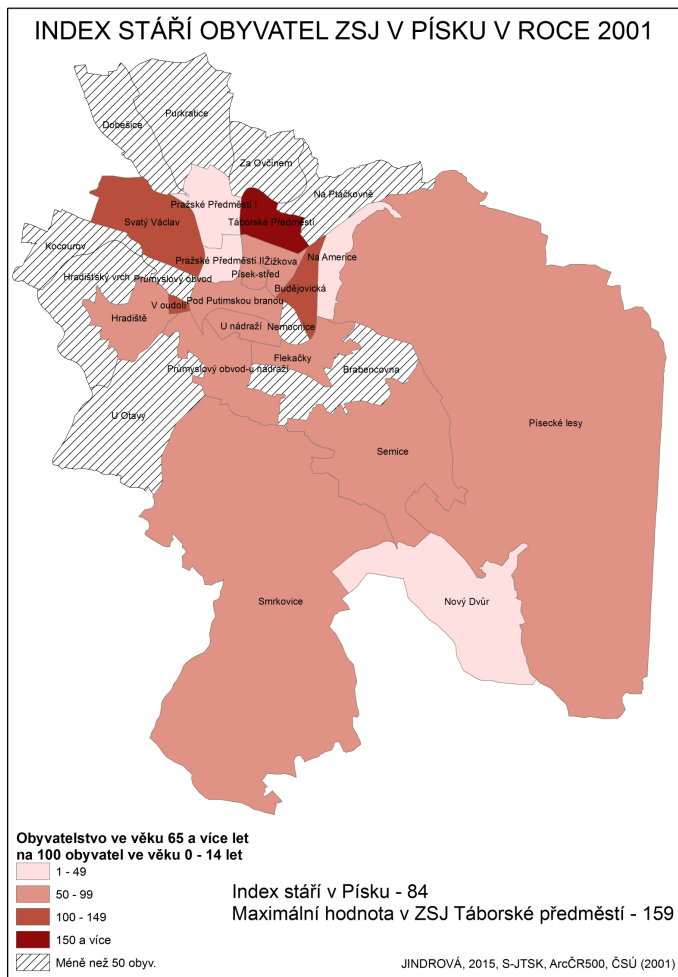 INDEX STÁŘÍ OBYVATEL ZSJ V PÍSKU V ROCE 2001
Purkratice
Dobešice
Za Ovčínem
Na Ptáčkovně
Pražské Předměstí I
Svatý Václav
Táborské Předměstí
Kocourov
Na Americe
Pražské Předměstí II
Žižkova
Hradišťský vrch
Průmyslový obvod
Písek-střed
Budějovická
V oudolí
Pod Putimskou branou
Hradiště
U nádraží
Nemocnice
Flekačky
Průmyslový obvod-u nádraží
Brabencovna
U Otavy
Písecké lesy
Semice
Smrkovice
Nový Dvůr
Obyvatelstvo ve věku 65 a více let
na 100 obyvatel ve věku 0 - 14 let
1 - 49
50 - 99
100 - 149
150 a více
Méně než 50 obyv.
Index stáří v Písku - 84
Maximální hodnota v ZSJ Táborské předměstí - 159
JINDROVÁ, 2015, S-JTSK, ArcČR500, ČSÚ (2001)